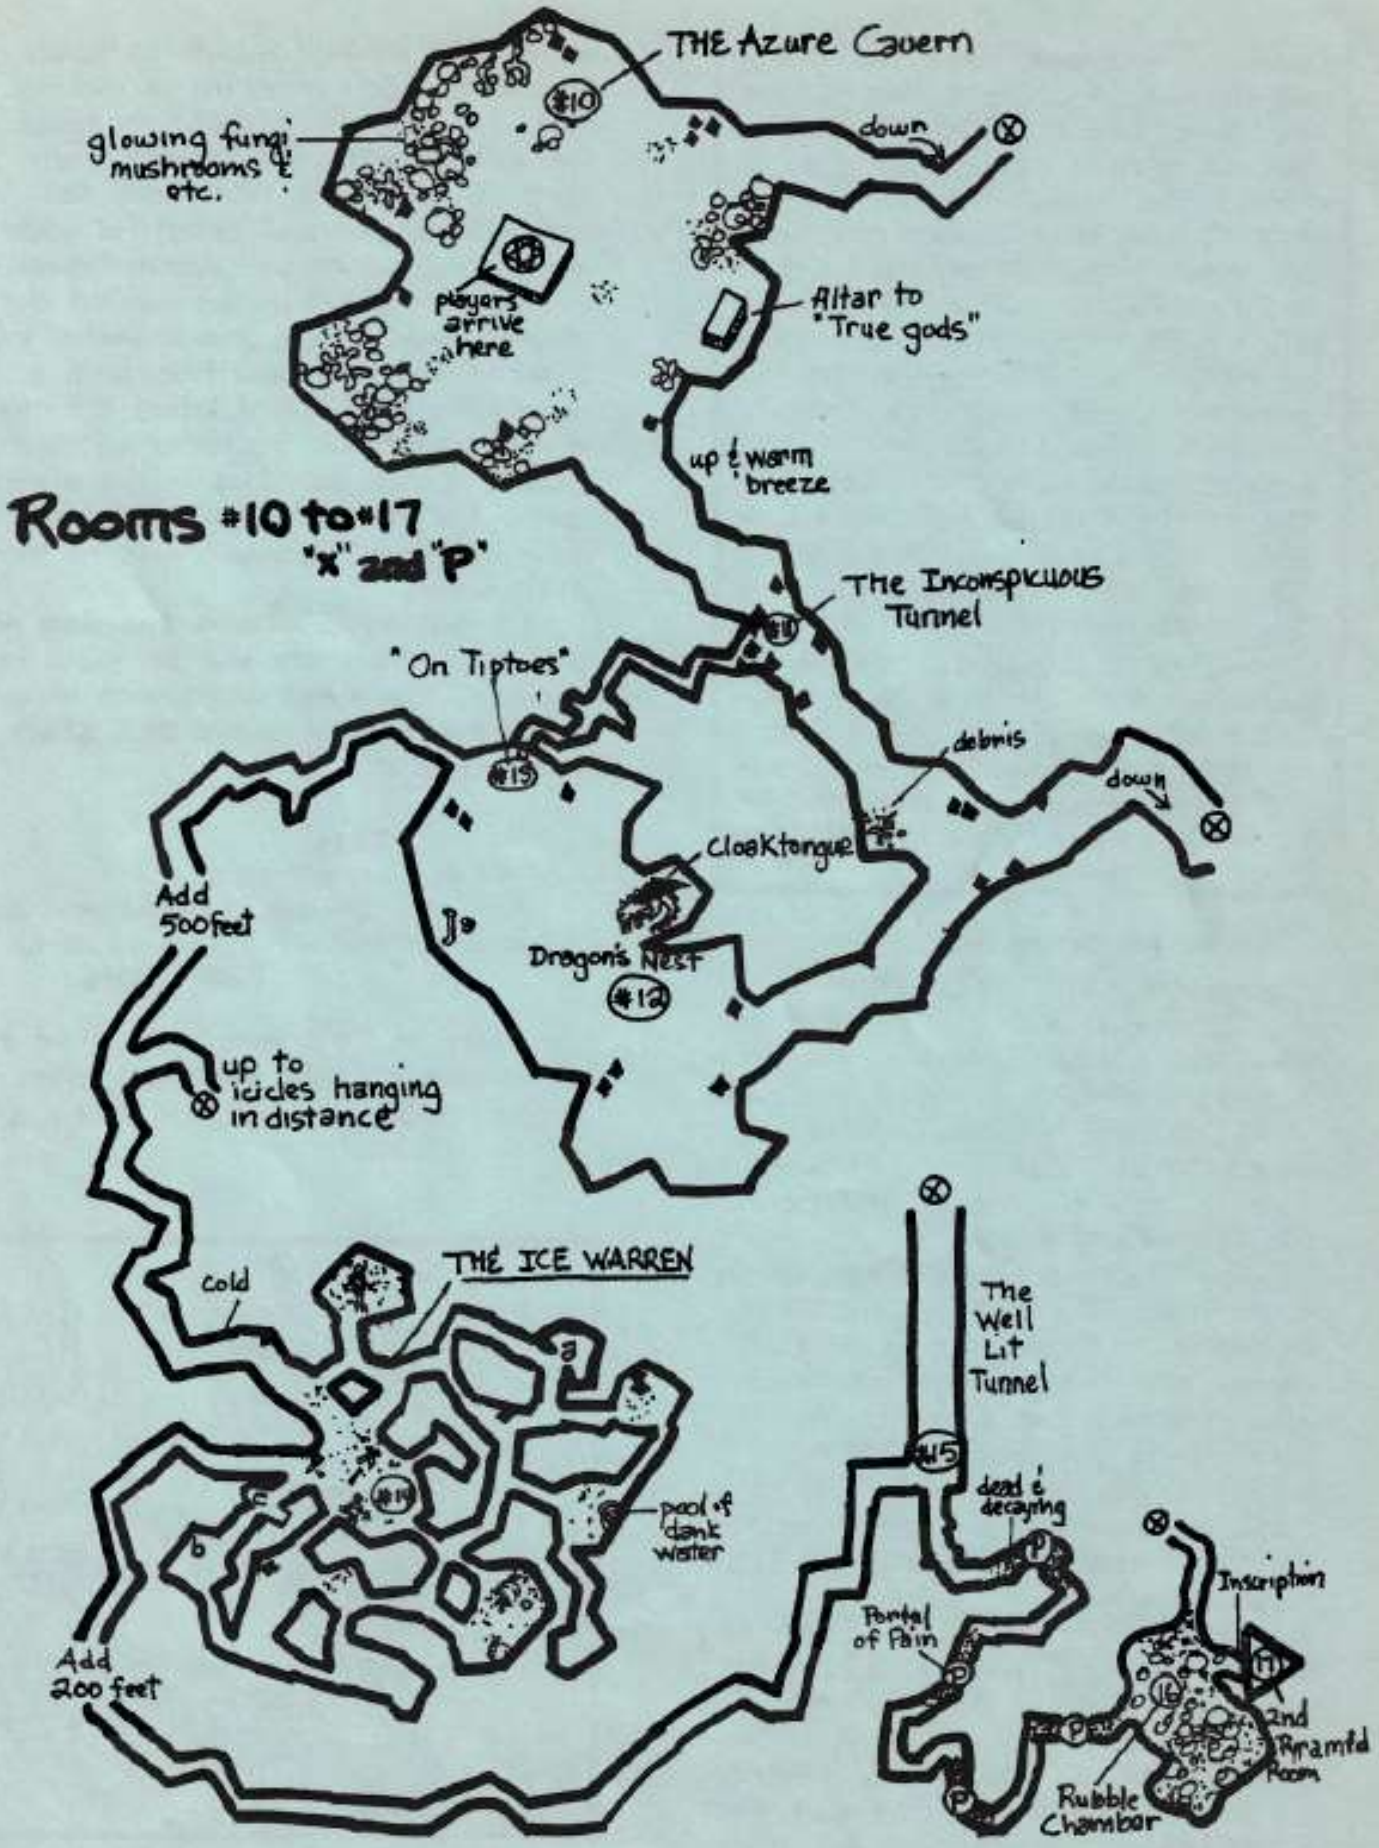 THE Azure Cavern
#10
down
X
glowing fungi
mushrooms &
etc.
players
arrive
here
Altar to
"True gods"
up & warm
breeze
Rooms #10 to #17
"X" and "P"
The Inconspicuous
Tunnel
#11
"On Tiptoes"
#13
debris
down
X
Cloaktongue
Add
500 feet
Dragon's Nest
#12
up to
icicles hanging
in distance
X
X
THE ICE WARREN
cold
The
Well
Lit
Tunnel
a
#14
#15
c
b
pool of
dank
water
dead &
decaying
P
X
Inscription
Portal
of Pain
P
Add
200 feet
16
17
P
P
2nd
Pyramid
Room
P
Rubble
Chamber